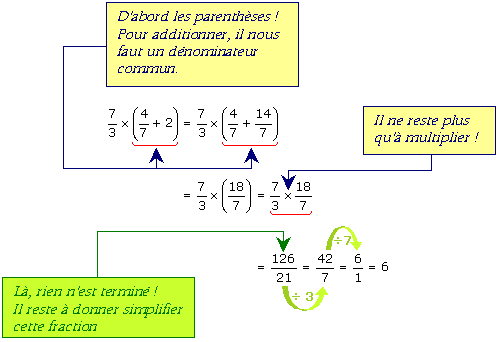 D'abord les parenthèses !
Pour additionner, il nous
faut un dénominateur
commun.
7/3 × (4/7 + 2) = 7/3 × (4/7 + 14/7)
Il ne reste plus
qu'à multiplier !
= 7/3 × (18/7) = 7/3 × 18/7
÷7
= 126/21 = 42/7 = 6/1 = 6
÷ 3
Là, rien n'est terminé !
Il reste à donner simplifier
cette fraction